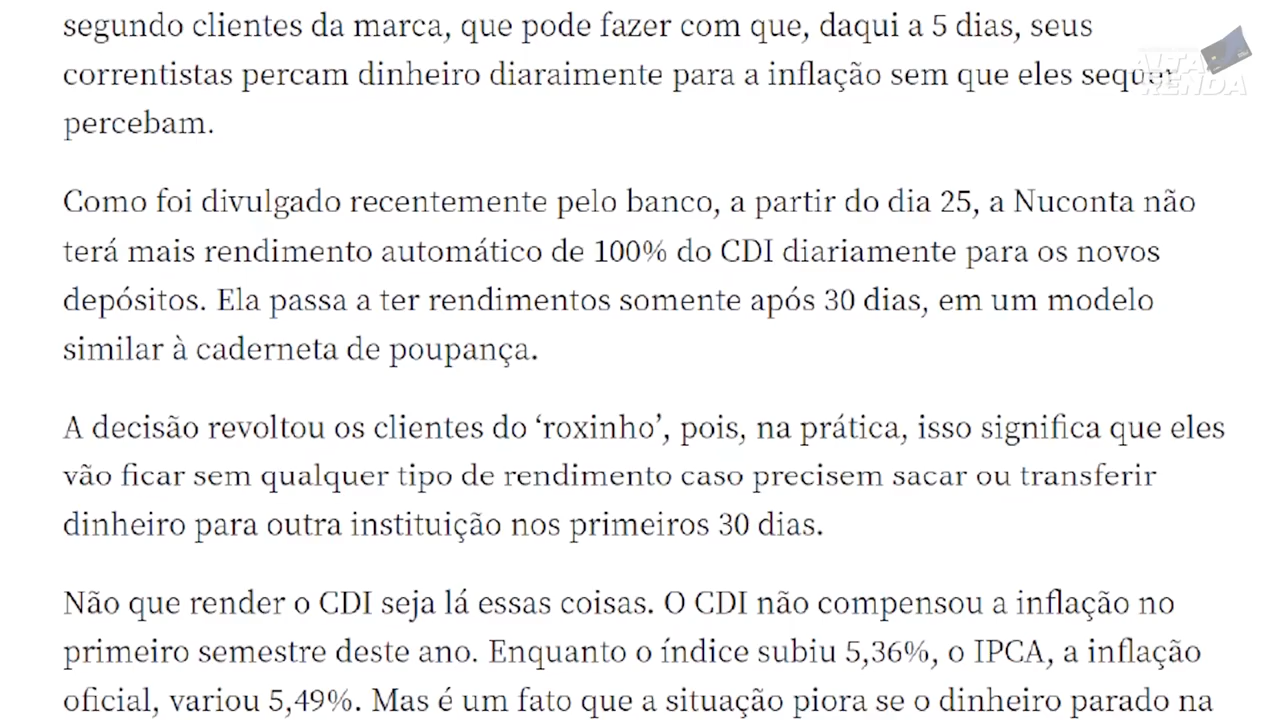 segundo clientes da marca, que pode fazer com que, daqui a 5 dias, seus
correntistas percam dinheiro diaraimente para a inflação sem que eles sequer
percebam.
ALTA
RENDA
Como foi divulgado recentemente pelo banco, a partir do dia 25, a Nuconta não
terá mais rendimento automático de 100% do CDI diariamente para os novos
depósitos. Ela passa a ter rendimentos somente após 30 dias, em um modelo
similar à caderneta de poupança.
A decisão revoltou os clientes do ‘roxinho’, pois, na prática, isso significa que eles
vão ficar sem qualquer tipo de rendimento caso precisem sacar ou transferir
dinheiro para outra instituição nos primeiros 30 dias.
Não que render o CDI seja lá essas coisas. O CDI não compensou a inflação no
primeiro semestre deste ano. Enquanto o índice subiu 5,36%, o IPCA, a inflação
oficial, variou 5,49%. Mas é um fato que a situação piora se o dinheiro parado na